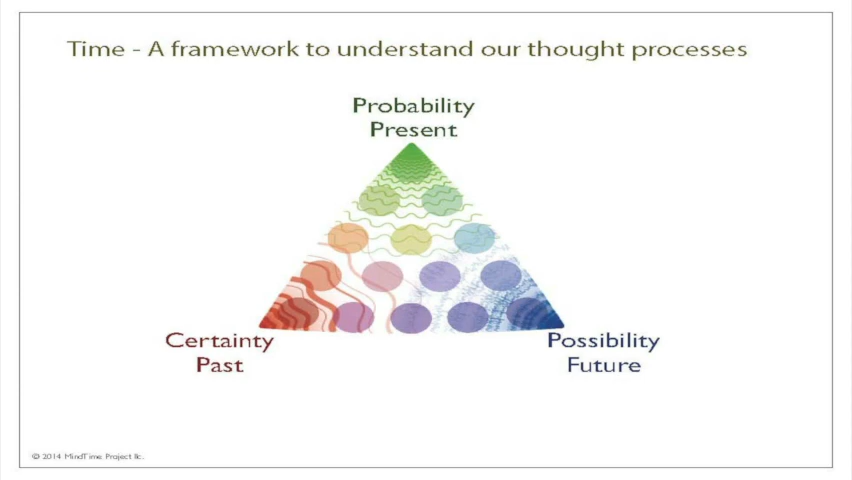 Time - A framework to understand our thought processes
Probability
Present
Certainty
Past
Possibility
Future
© 2014 MindTime Project llc.